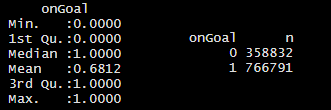 onGoal
Min.   :0.0000
1st Qu.:0.0000
Median :1.0000
Mean   :0.6812
3rd Qu.:1.0000
Max.   :1.0000
onGoal      n
0 358832
1 766791